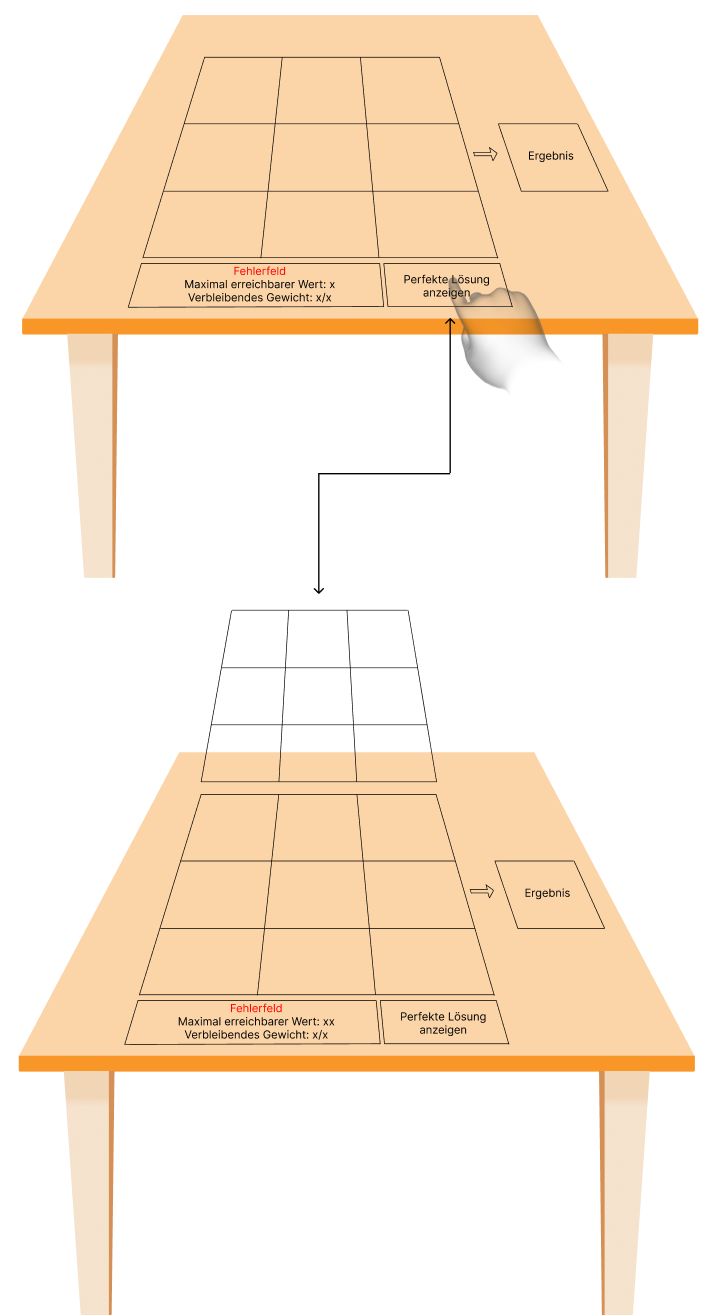 Ergebnis
Fehlerfeld
Maximal erreichbarer Wert: x
Verbleibendes Gewicht: x/x
Perfekte Lösung
anzeigen
Ergebnis
Fehlerfeld
Maximal erreichbarer Wert: xx
Verbleibendes Gewicht: x/x
Perfekte Lösung
anzeigen